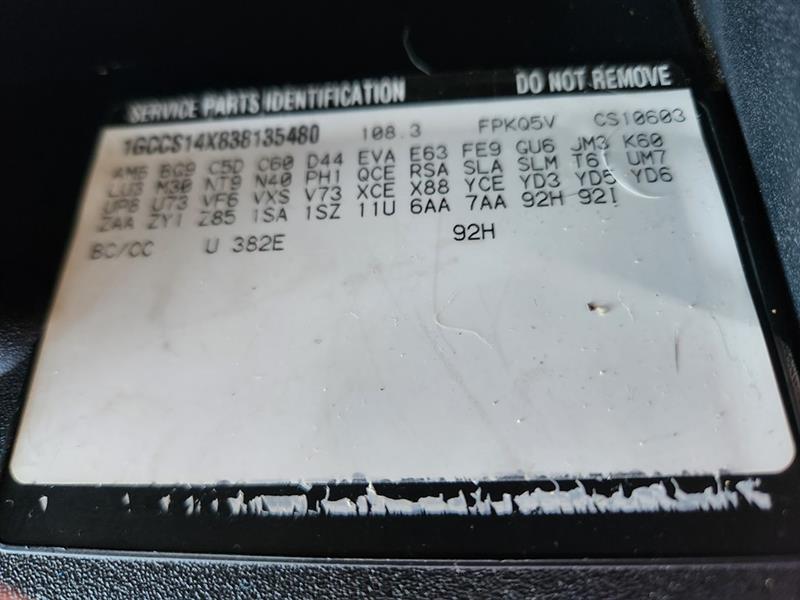 SERVICE PARTS IDENTIFICATION DO NOT REMOVE
1GCCS14X838135480 108.3 FPKQ5V CS10603
AM6 BG9 C5D C60 D44 EVA E63 FE9 GU6 JM3 K60
LU3 M30 NT9 N40 PH1 QCE RSA SLA SLM T6 UM7
UP8 U73 VF6 VXS V73 XCE X88 YCE YD3 YD5 YD6
ZAA ZY1 Z85 1SA 1SZ 11U 6AA 7AA 92H 92I
BC/CC U 382E 92H